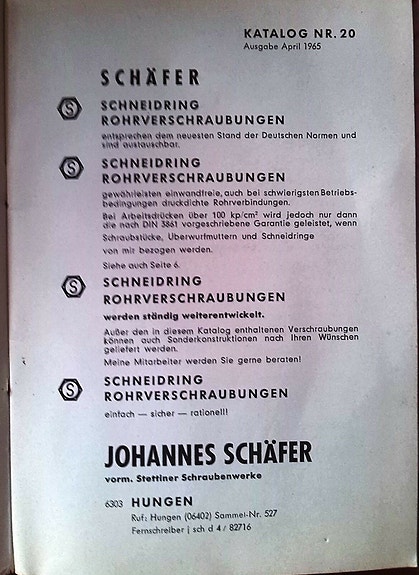 KATALOG NR. 20
Ausgabe April 1965
SCHÄFER
S SCHNEIDRING
ROHRVERSCHRAUBUNGEN
entsprechen dem neuesten Stand der Deutschen Normen und
sind austauschbar.
S SCHNEIDRING
ROHRVERSCHRAUBUNGEN
gewährleisten einwandfreie, auch bei schwierigsten Betriebs-
bedingungen druckdichte Rohrverbindungen.
Bei Arbeitsdrücken über 100 kp/cm² wird jedoch nur dann
die nach DIN 3861 vorgeschriebene Garantie geleistet, wenn
Schraubstücke, Überwurfmuttern und Schneidringe
von mir bezogen werden.
Siehe auch Seite 6.
S SCHNEIDRING
ROHRVERSCHRAUBUNGEN
werden ständig weiterentwickelt.
Außer den in diesem Katalog enthaltenen Verschraubungen
können auch Sonderkonstruktionen nach Ihren Wünschen
geliefert werden.
Meine Mitarbeiter werden Sie gerne beraten!
S SCHNEIDRING
ROHRVERSCHRAUBUNGEN
einfach — sicher — rationell!
JOHANNES SCHÄFER
vorm. Stettiner Schraubenwerke
6303 HUNGEN
Ruf: Hungen (06402) Sammel-Nr. 527
Fernschreiber | sch d 4 / 82716